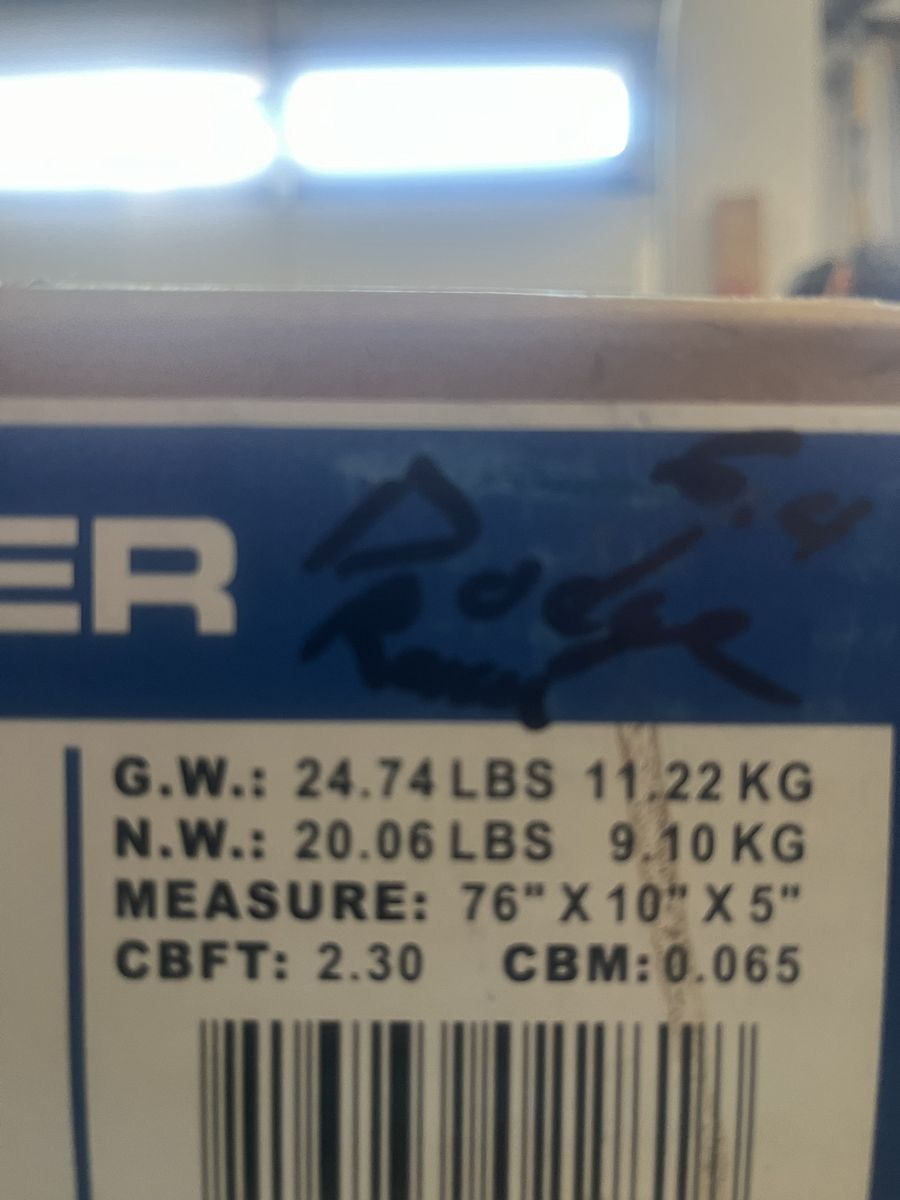 ER
G.W.: 24.74 LBS 11.22 KG
N.W.: 20.06 LBS 9.10 KG
MEASURE: 76" X 10" X 5"
CBFT: 2.30 CBM: 0.065